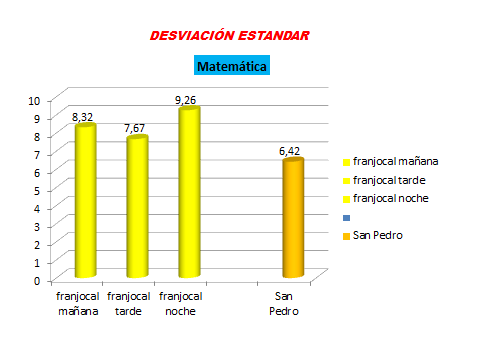 DESVIACIÓN ESTANDAR
Matemática
10
9
8
7
6
5
4
3
2
1
0
8,32
7,67
9,26
6,42
franjocal mañana
franjocal tarde
franjocal noche
San Pedro
franjocal
mañana
franjocal
tarde
franjocal
noche
San
Pedro